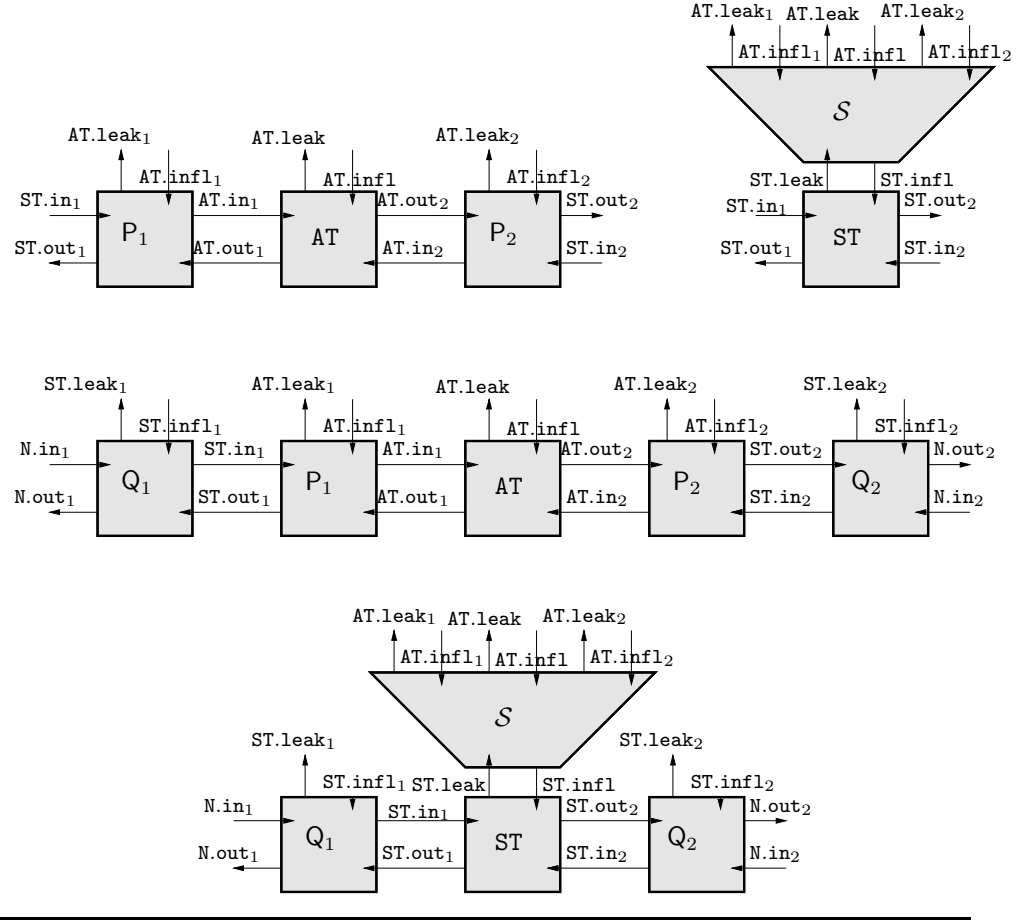 AT.leak₁ AT.leak AT.leak₂
AT.infl₁ AT.infl AT.infl₂
S
AT.leak₁ AT.leak AT.leak₂
AT.infl₁ AT.infl AT.infl₂ ST.leak ST.infl
ST.in₁ AT.in₁ AT.out₂ ST.out₂ ST.in₁ ST.out₂
P₁ AT P₂ ST
ST.out₁ AT.out₁ AT.in₂ ST.in₂ ST.out₁ ST.in₂
ST.leak₁ AT.leak₁ AT.leak AT.leak₂ ST.leak₂
ST.infl₁ AT.infl₁ AT.infl AT.infl₂ ST.infl₂
N.in₁ ST.in₁ AT.in₁ AT.out₂ ST.out₂ N.out₂
Q₁ P₁ AT P₂ Q₂
N.out₁ ST.out₁ AT.out₁ AT.in₂ ST.in₂ N.in₂
AT.leak₁ AT.leak AT.leak₂
AT.infl₁ AT.infl AT.infl₂
S
ST.leak₁ ST.leak₂
ST.infl₁ ST.leak ST.infl ST.infl₂
N.in₁ ST.in₁ ST.out₂ N.out₂
Q₁ ST Q₂
N.out₁ ST.out₁ ST.in₂ N.in₂